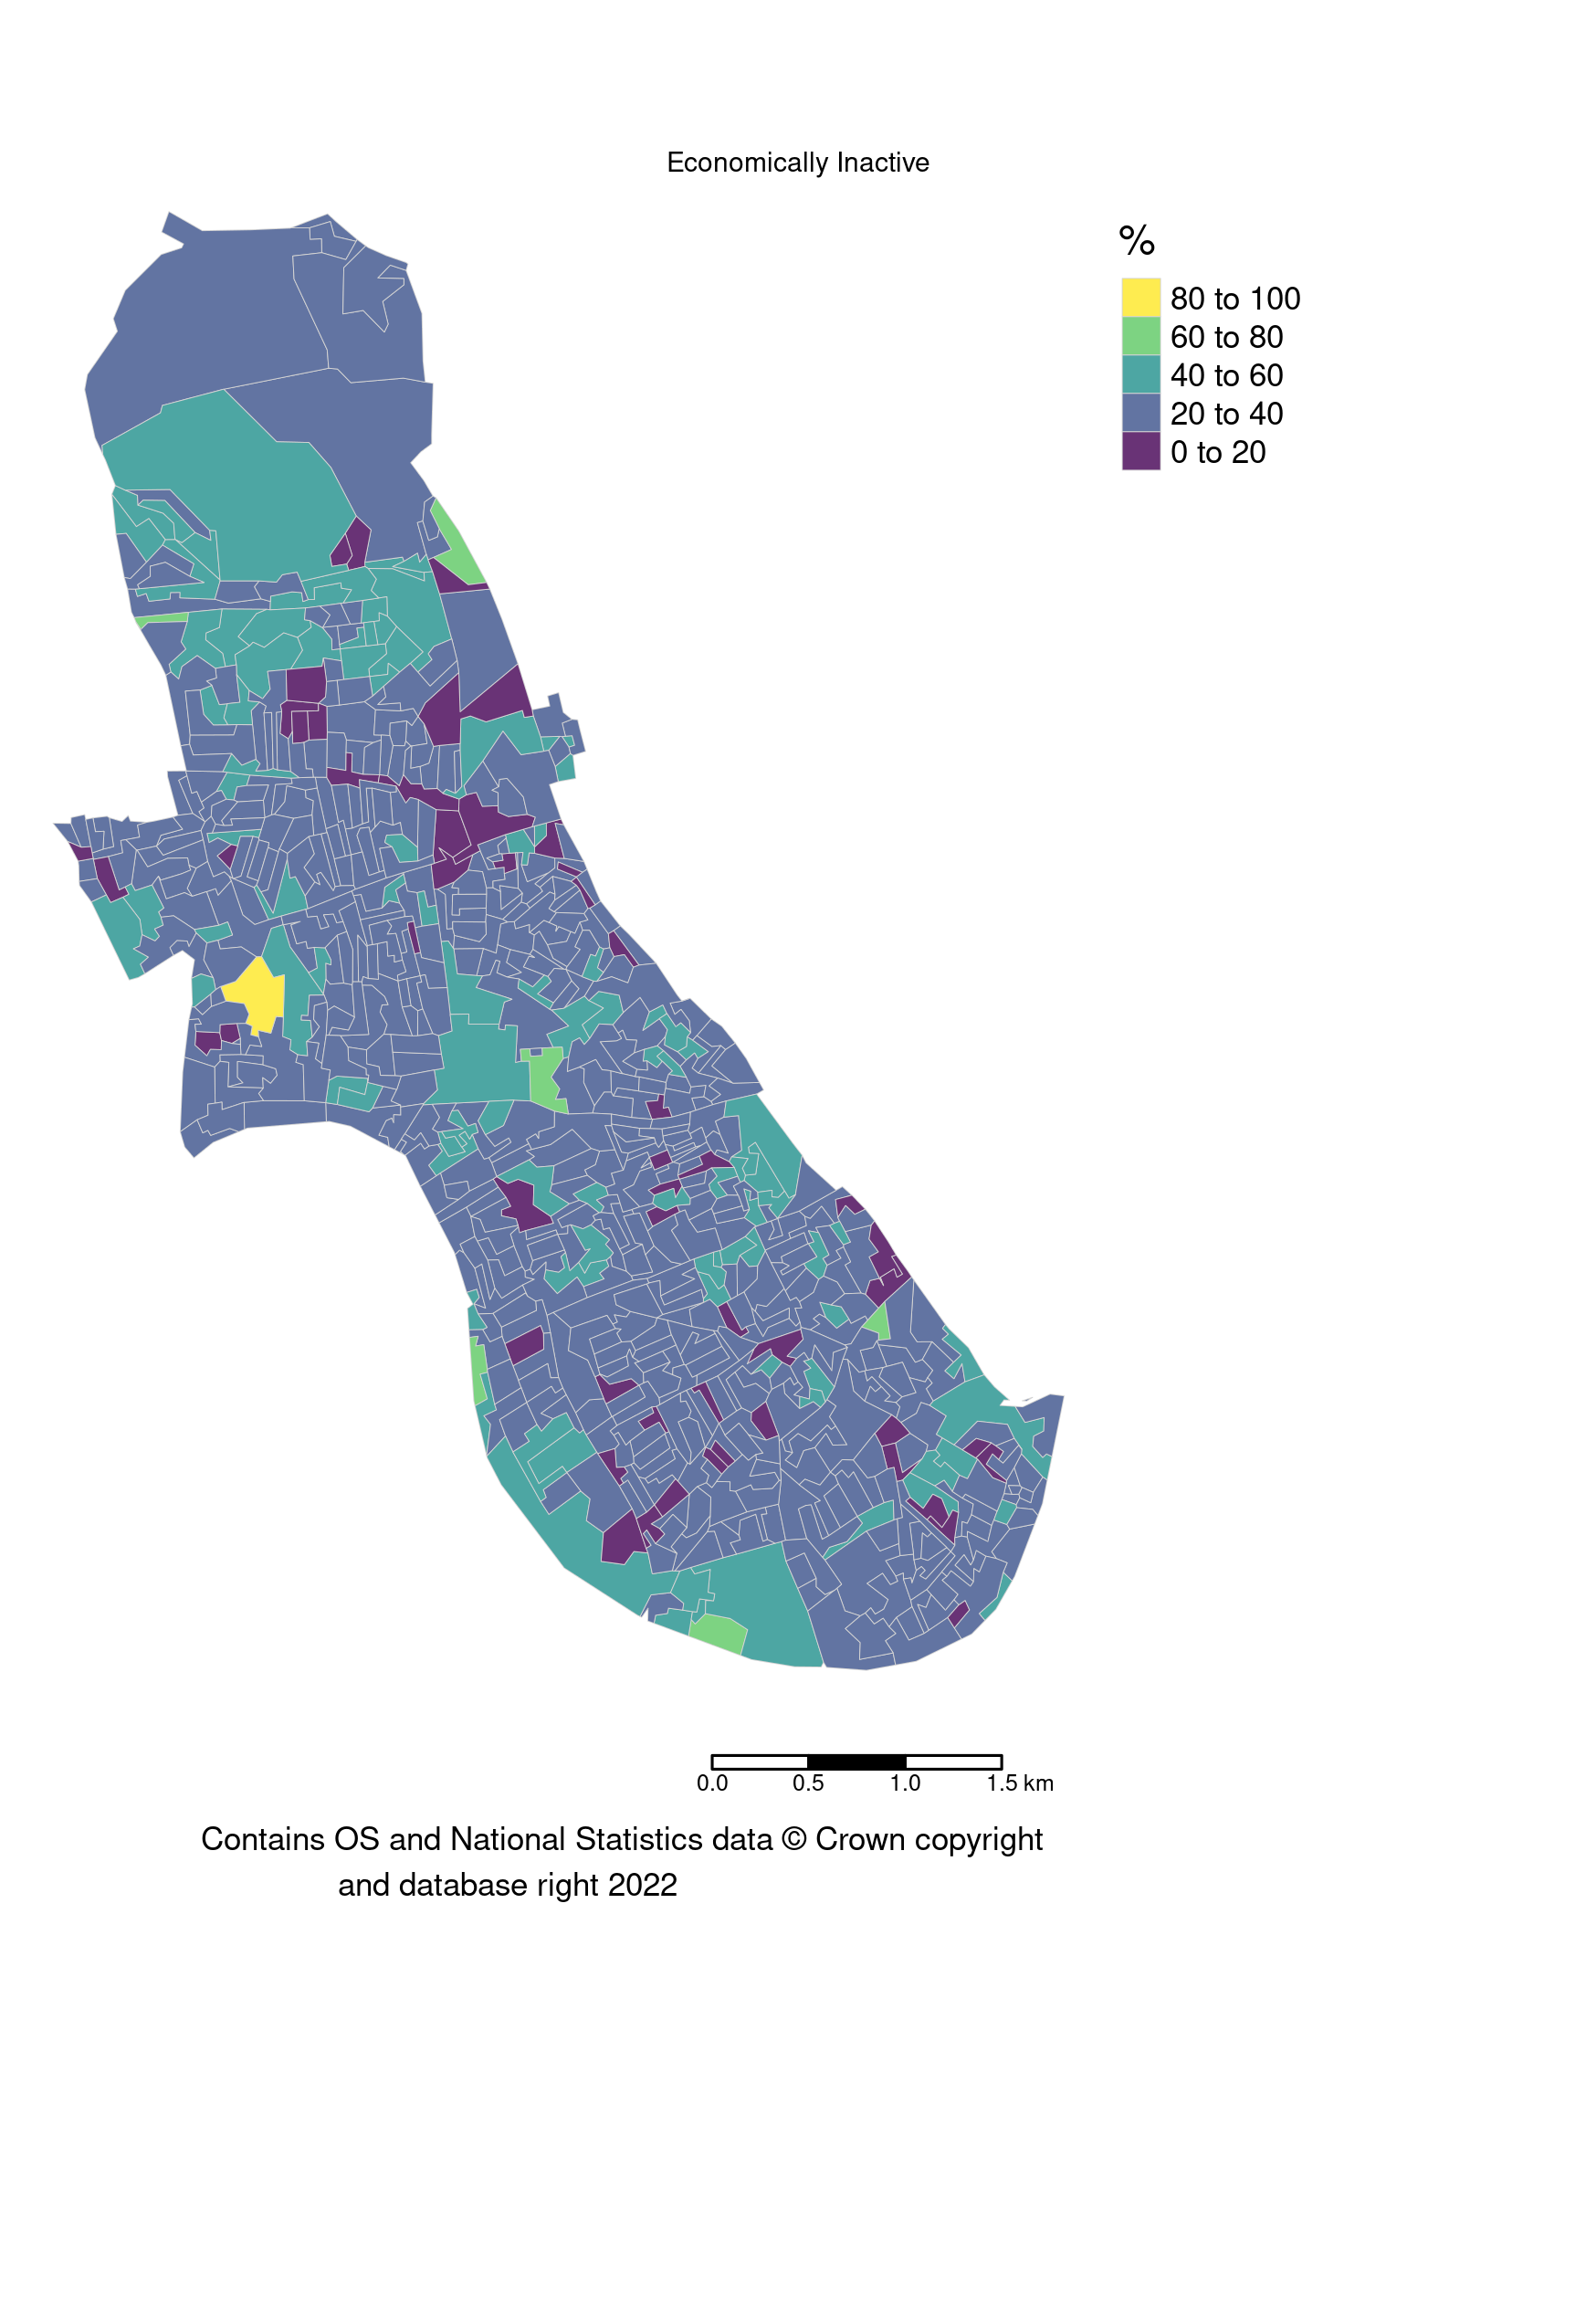 Economically Inactive
%
80 to 100
60 to 80
40 to 60
20 to 40
0 to 20
0.0 0.5 1.0 1.5 km
Contains OS and National Statistics data © Crown copyright
and database right 2022